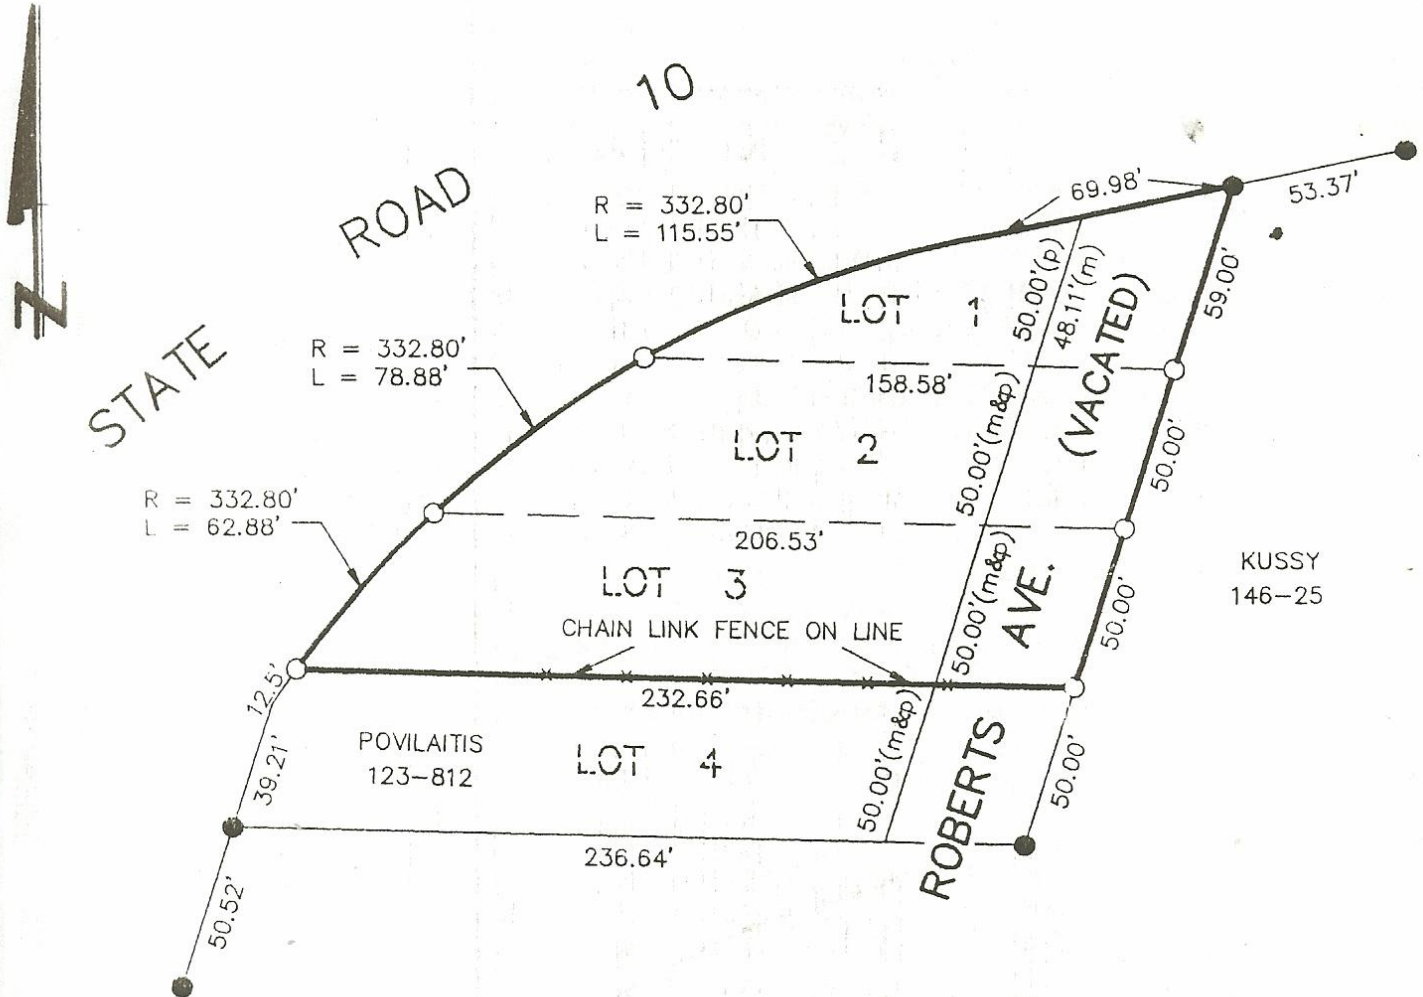 10
ROAD
STATE
R = 332.80'
L = 115.55'
69.98'
53.37'
R = 332.80'
L = 78.88'
LOT 1
50.00'(p)
48.11'(m)
(VACATED)
59.00'
158.58'
LOT 2
50.00'(m&p)
50.00'
R = 332.80'
L = 62.88'
206.53'
LOT 3
50.00'(m&p)
AVE.
50.00'
KUSSY
146-25
CHAIN LINK FENCE ON LINE
232.66'
12.5'
39.21'
POVILAITIS
123-812
LOT 4
50.00'(m&p)
ROBERTS
50.00'
236.64'
50.52'
N